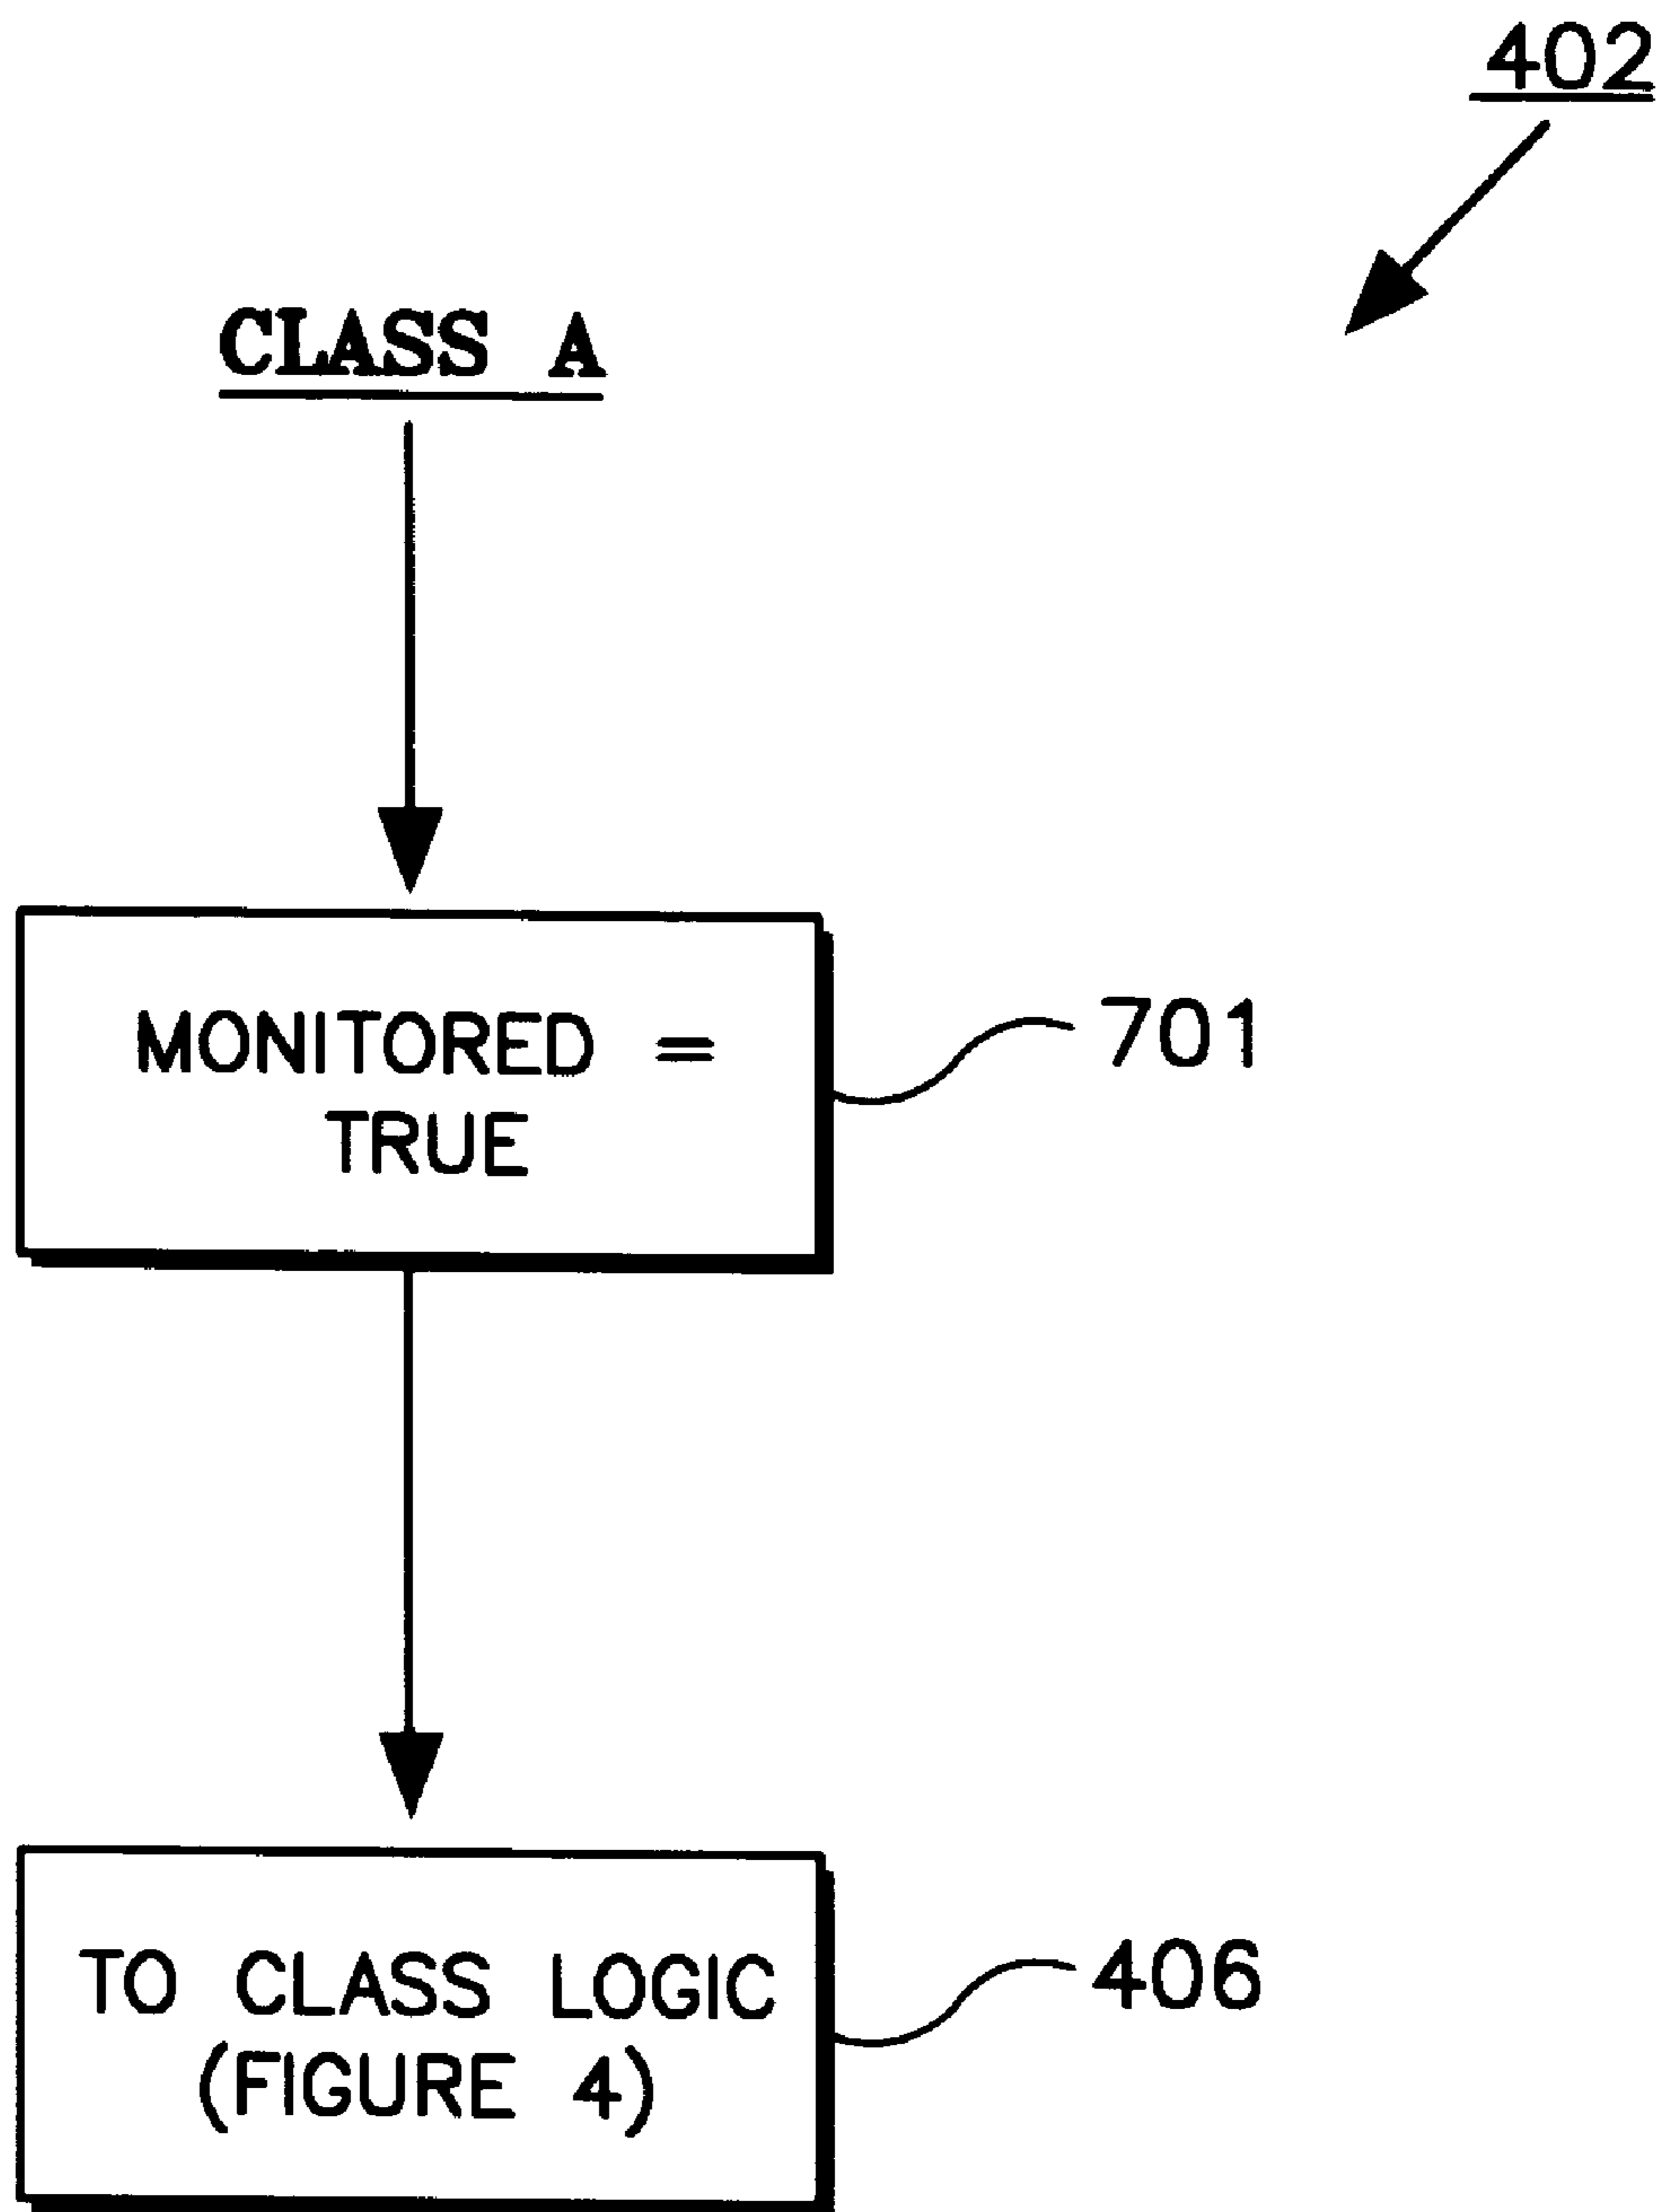 402
CLASS A
MONITORED =
TRUE
701
TO CLASS LOGIC
(FIGURE 4)
406